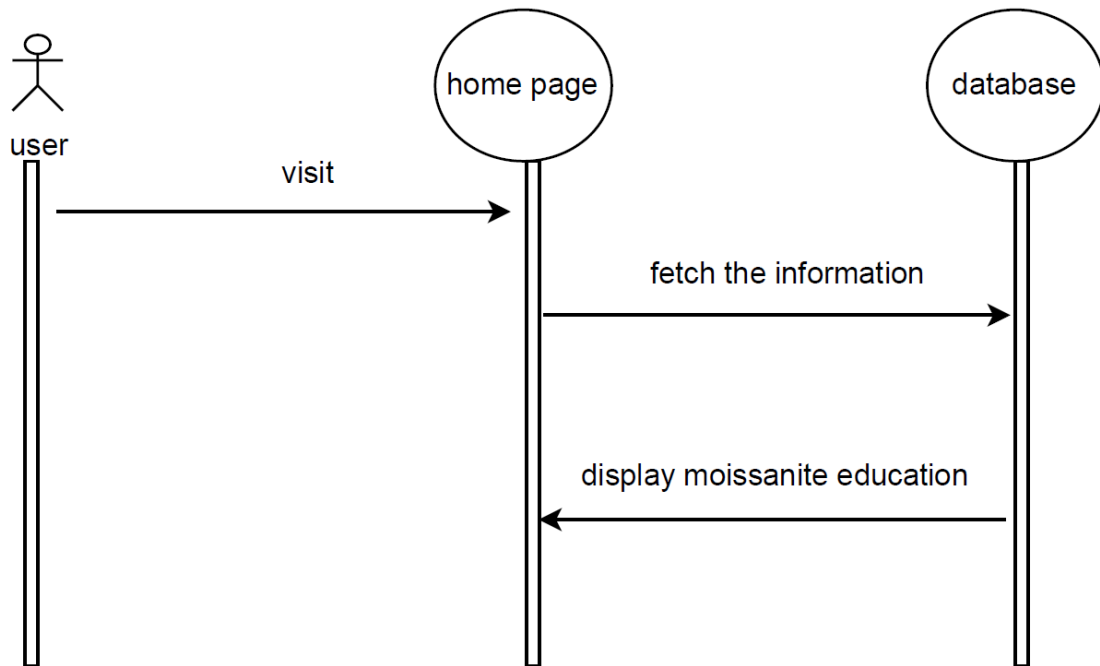 home page
database
user
visit
fetch the information
display moissanite education